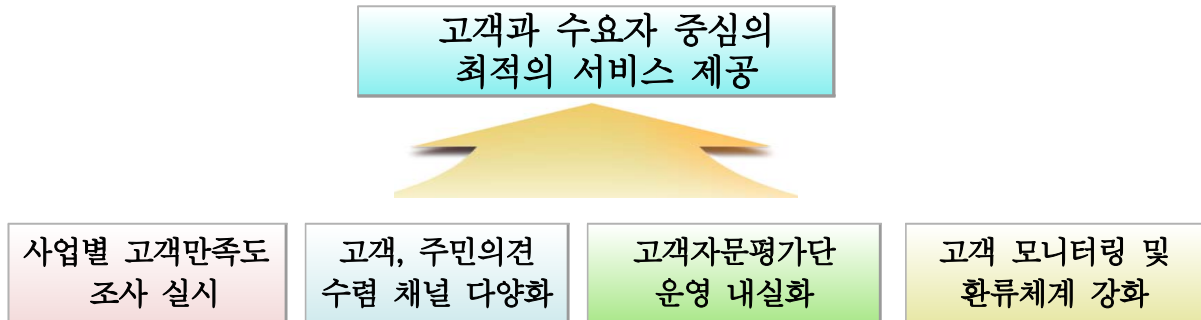 고객과 수요자 중심의
최적의 서비스 제공
사업별 고객만족도
조사 실시
고객, 주민의견
수렴 채널 다양화
고객자문평가단
운영 내실화
고객 모니터링 및
환류체계 강화